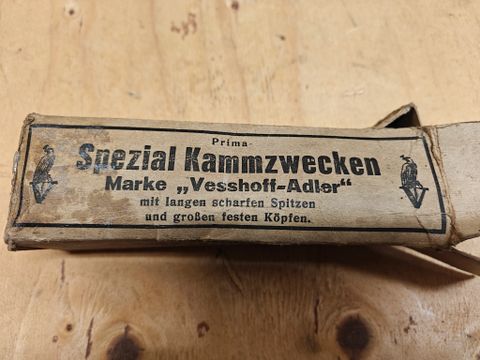 Prima-
Spezial Kammzwecken
Marke „Vesshoff-Adler“
mit langen scharfen Spitzen
und großen festen Köpfen.